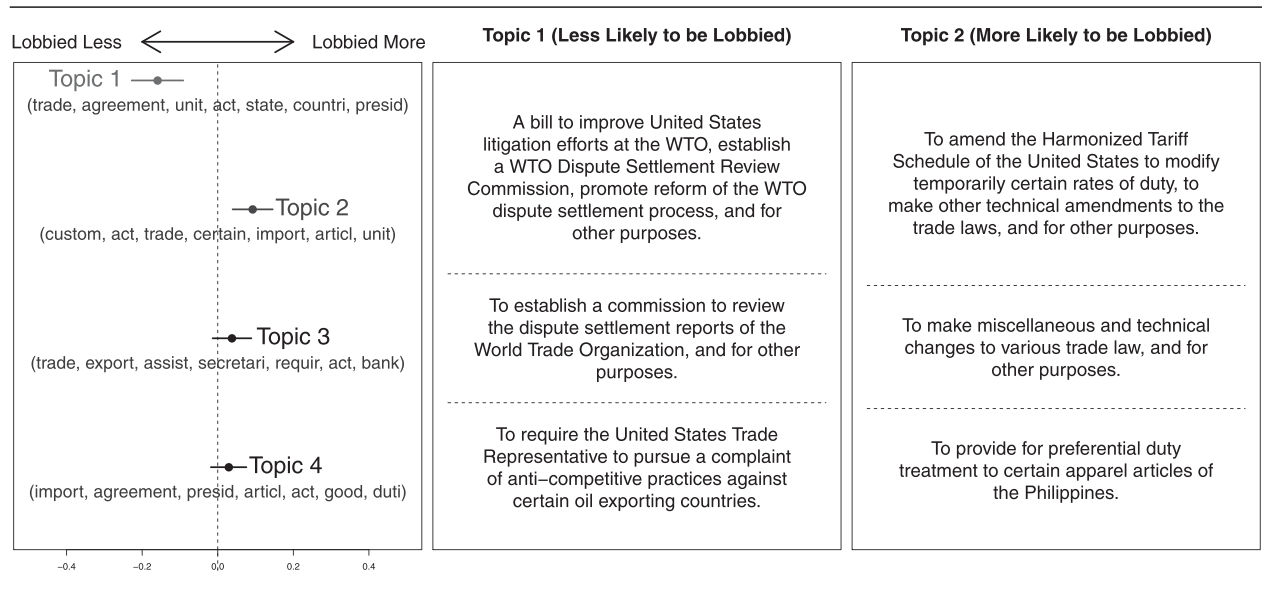 Lobbied Less
Lobbied More
Topic 1
(trade, agreement, unit, act, state, countri, presid)
Topic 2
(custom, act, trade, certain, import, articl, unit)
Topic 3
(trade, export, assist, secretari, requir, act, bank)
Topic 4
(import, agreement, presid, articl, act, good, duti)
−0.4
−0.2
0.0
0.2
0.4
Topic 1 (Less Likely to be Lobbied)
A bill to improve United States
litigation efforts at the WTO, establish
a WTO Dispute Settlement Review
Commission, promote reform of the WTO
dispute settlement process, and for
other purposes.
To establish a commission to review
the dispute settlement reports of the
World Trade Organization, and for other
purposes.
To require the United States Trade
Representative to pursue a complaint
of anti−competitive practices against
certain oil exporting countries.
Topic 2 (More Likely to be Lobbied)
To amend the Harmonized Tariff
Schedule of the United States to modify
temporarily certain rates of duty, to
make other technical amendments to the
trade laws, and for other purposes.
To make miscellaneous and technical
changes to various trade law, and for
other purposes.
To provide for preferential duty
treatment to certain apparel articles of
the Philippines.